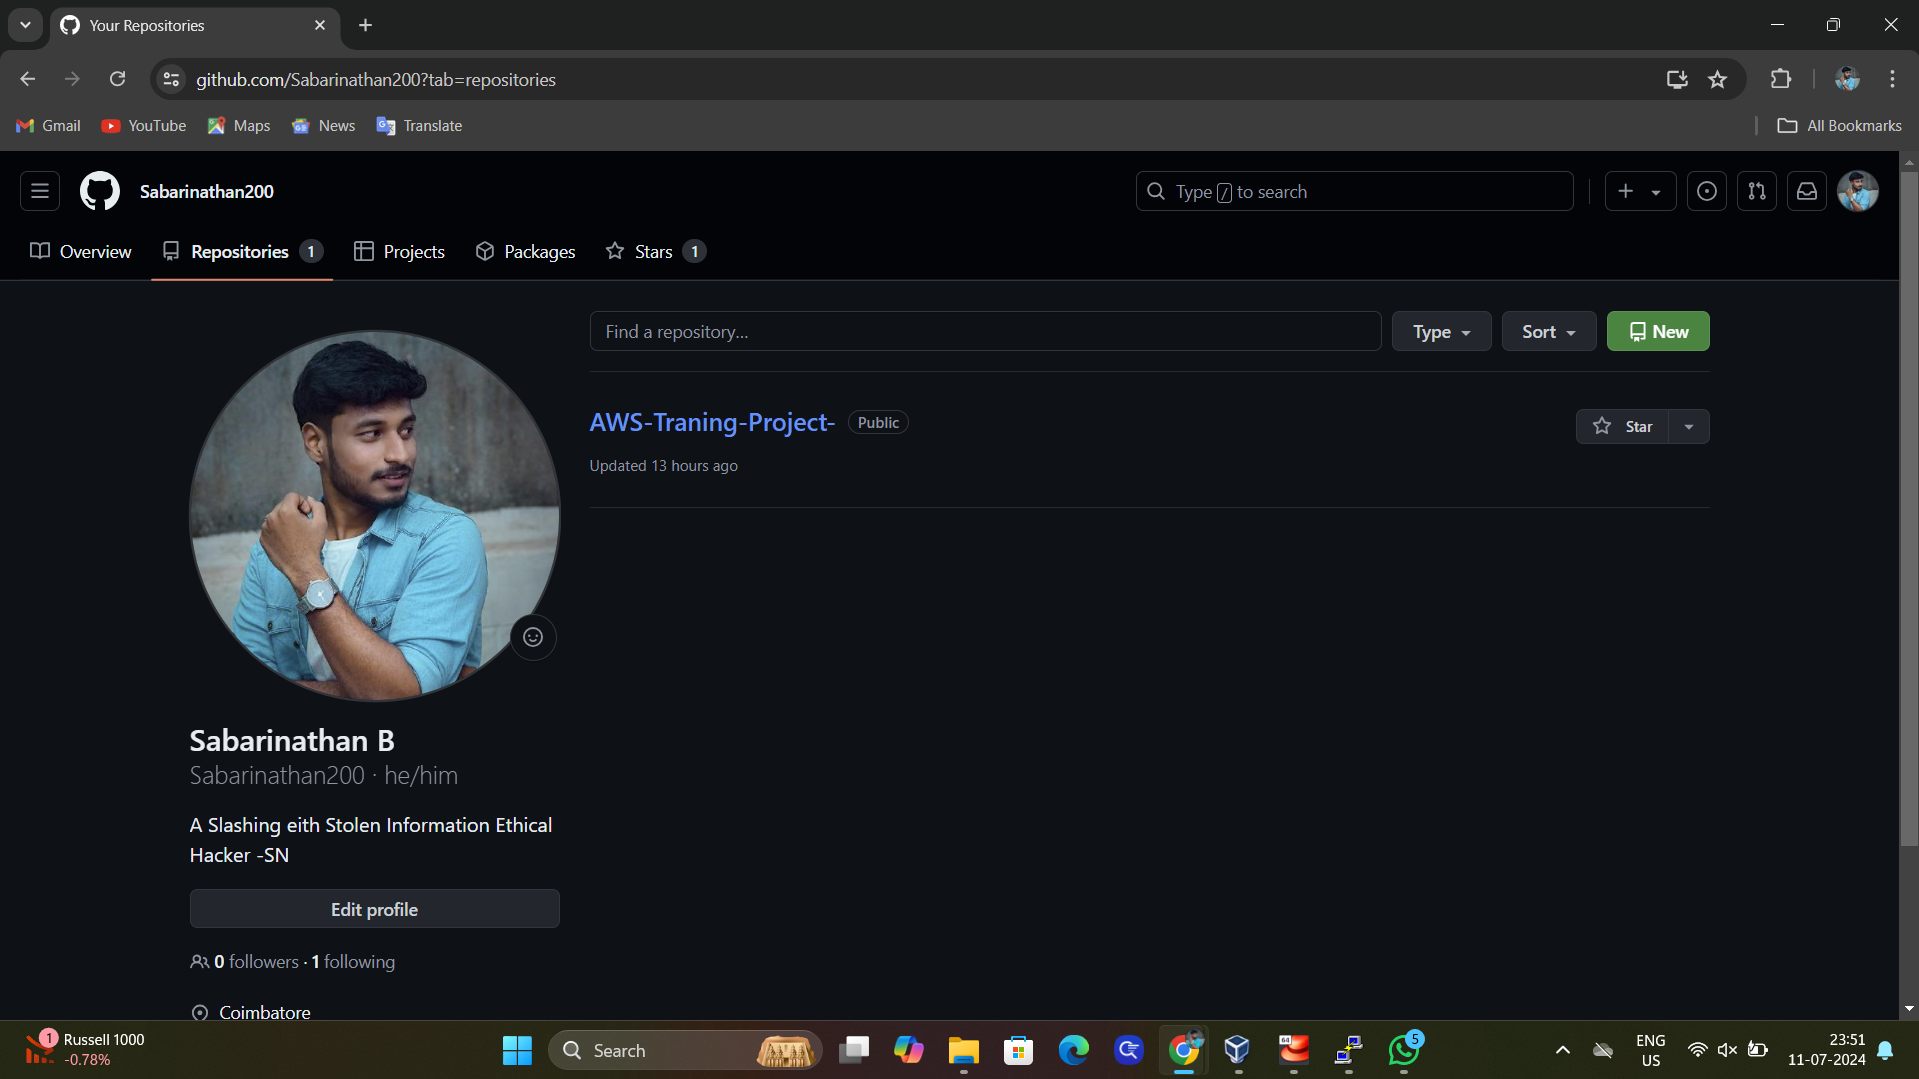 Your Repositories
github.com/Sabarinathan200?tab=repositories
Gmail
YouTube
Maps
News
Translate
All Bookmarks
Sabarinathan200
Type / to search
Overview
Repositories 1
Projects
Packages
Stars 1
Find a repository...
Type
Sort
New
AWS-Traning-Project-
Public
Star
Updated 13 hours ago
Sabarinathan B
Sabarinathan200 · he/him
A Slashing eith Stolen Information Ethical
Hacker -SN
Edit profile
0 followers · 1 following
Coimbatore
1
Russell 1000
-0.78%
Search
64
5
ENG
US
23:51
11-07-2024